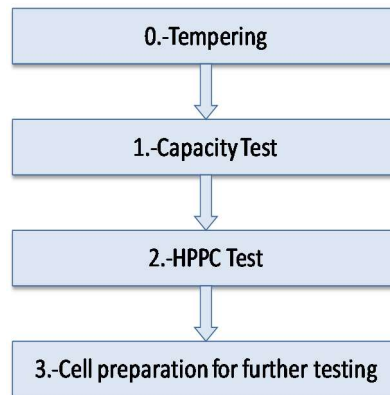 0.-Tempering
1.-Capacity Test
2.-HPPC Test
3.-Cell preparation for further testing